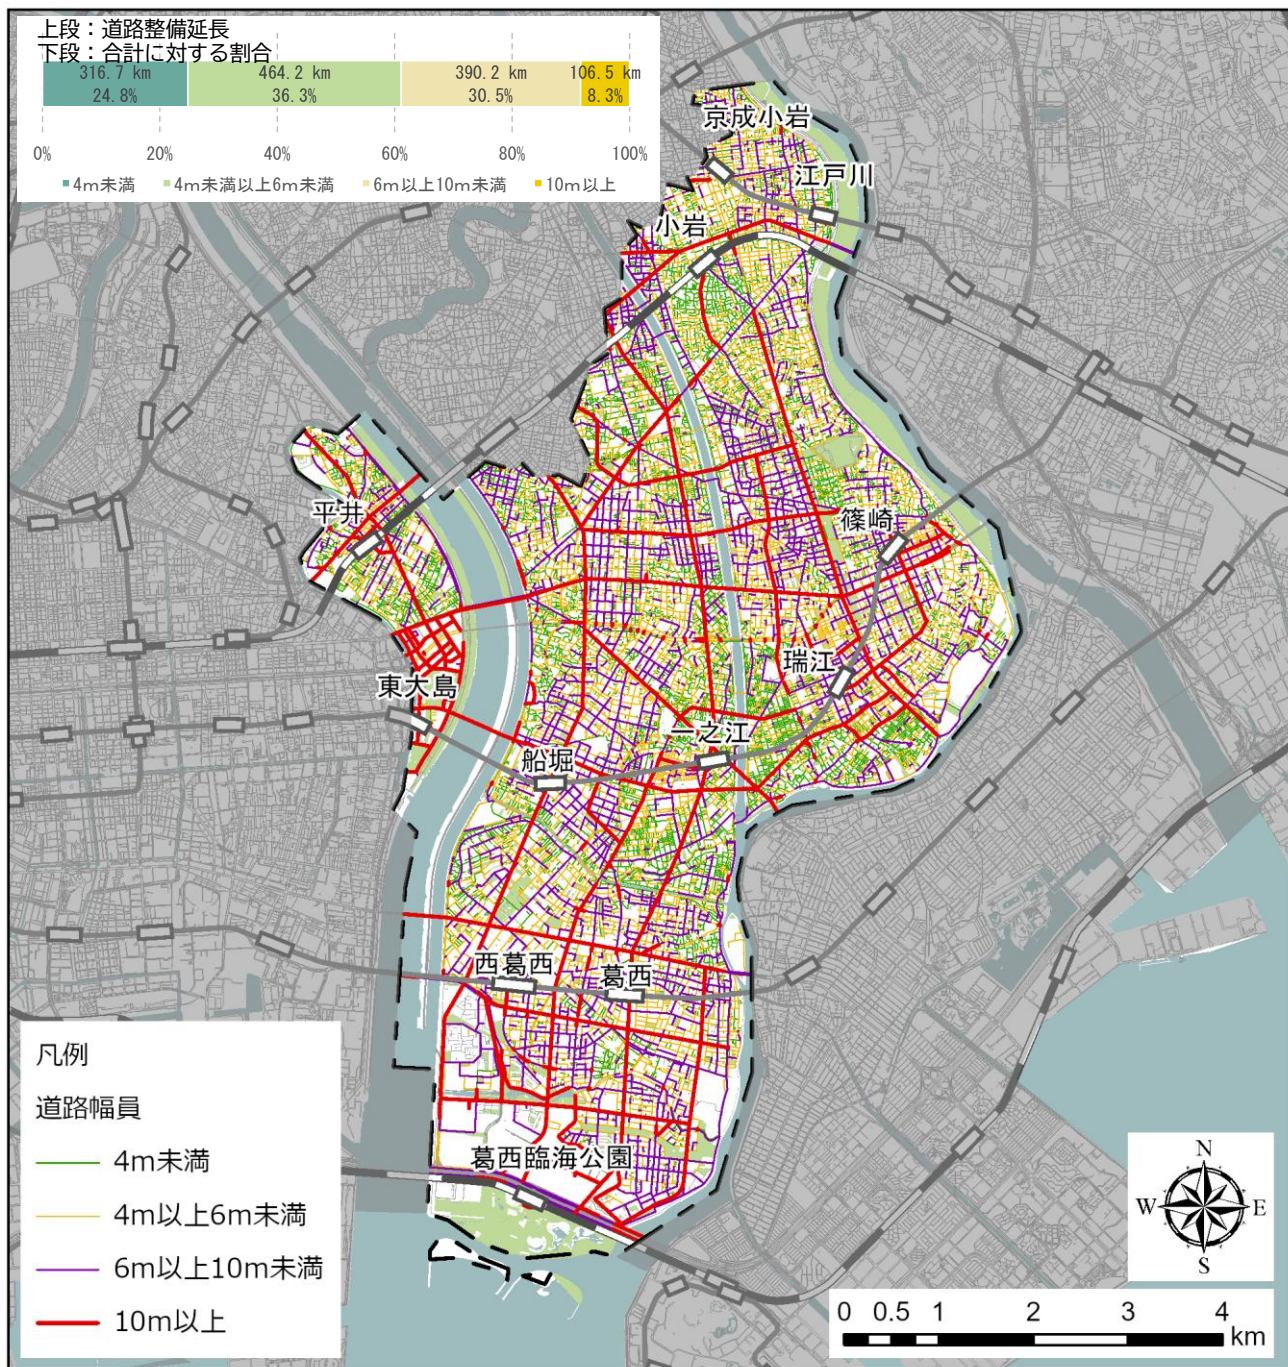 上段：道路整備延長
下段：合計に対する割合
316.7 km 464.2 km 390.2 km 106.5 km
24.8% 36.3% 30.5% 8.3%
0% 20% 40% 60% 80% 100%
4m未満 4m未満以上6m未満 6m以上10m未満 10m以上
京成小岩
江戸川
小岩
平井
篠崎
瑞江
東大島
一之江
船堀
西葛西
葛西
葛西臨海公園
凡例
道路幅員
4m未満
4m以上6m未満
6m以上10m未満
10m以上
N
W E
S
0 0.5 1 2 3 4
km